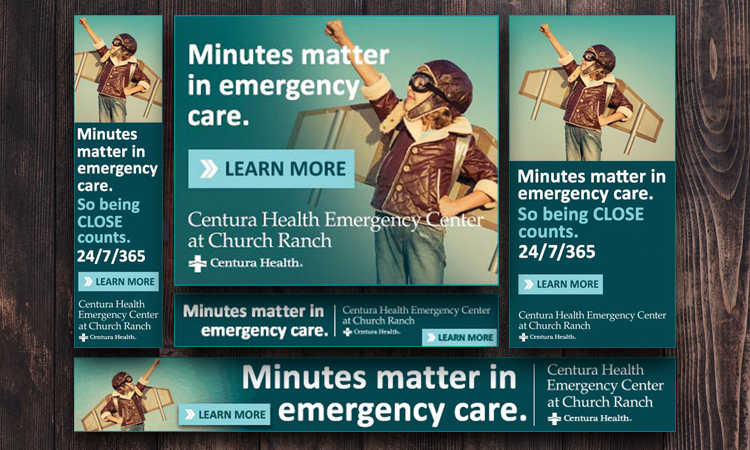 Minutes
matter in
emergency
care.
So being
CLOSE
counts.
24/7/365
LEARN MORE
Centura Health
Emergency Center
at Church Ranch
Centura Health®
Minutes matter
in emergency
care.
LEARN MORE
Centura Health Emergency Center
at Church Ranch
Centura Health®
Minutes matter in
emergency care.
So being CLOSE
counts.
24/7/365
LEARN MORE
Centura Health Emergency Center
at Church Ranch
Centura Health®
Minutes matter in
emergency care.
Centura Health Emergency Center
at Church Ranch
Centura Health®
LEARN MORE
LEARN MORE
Minutes matter in
emergency care.
Centura Health
Emergency Center
at Church Ranch
Centura Health®